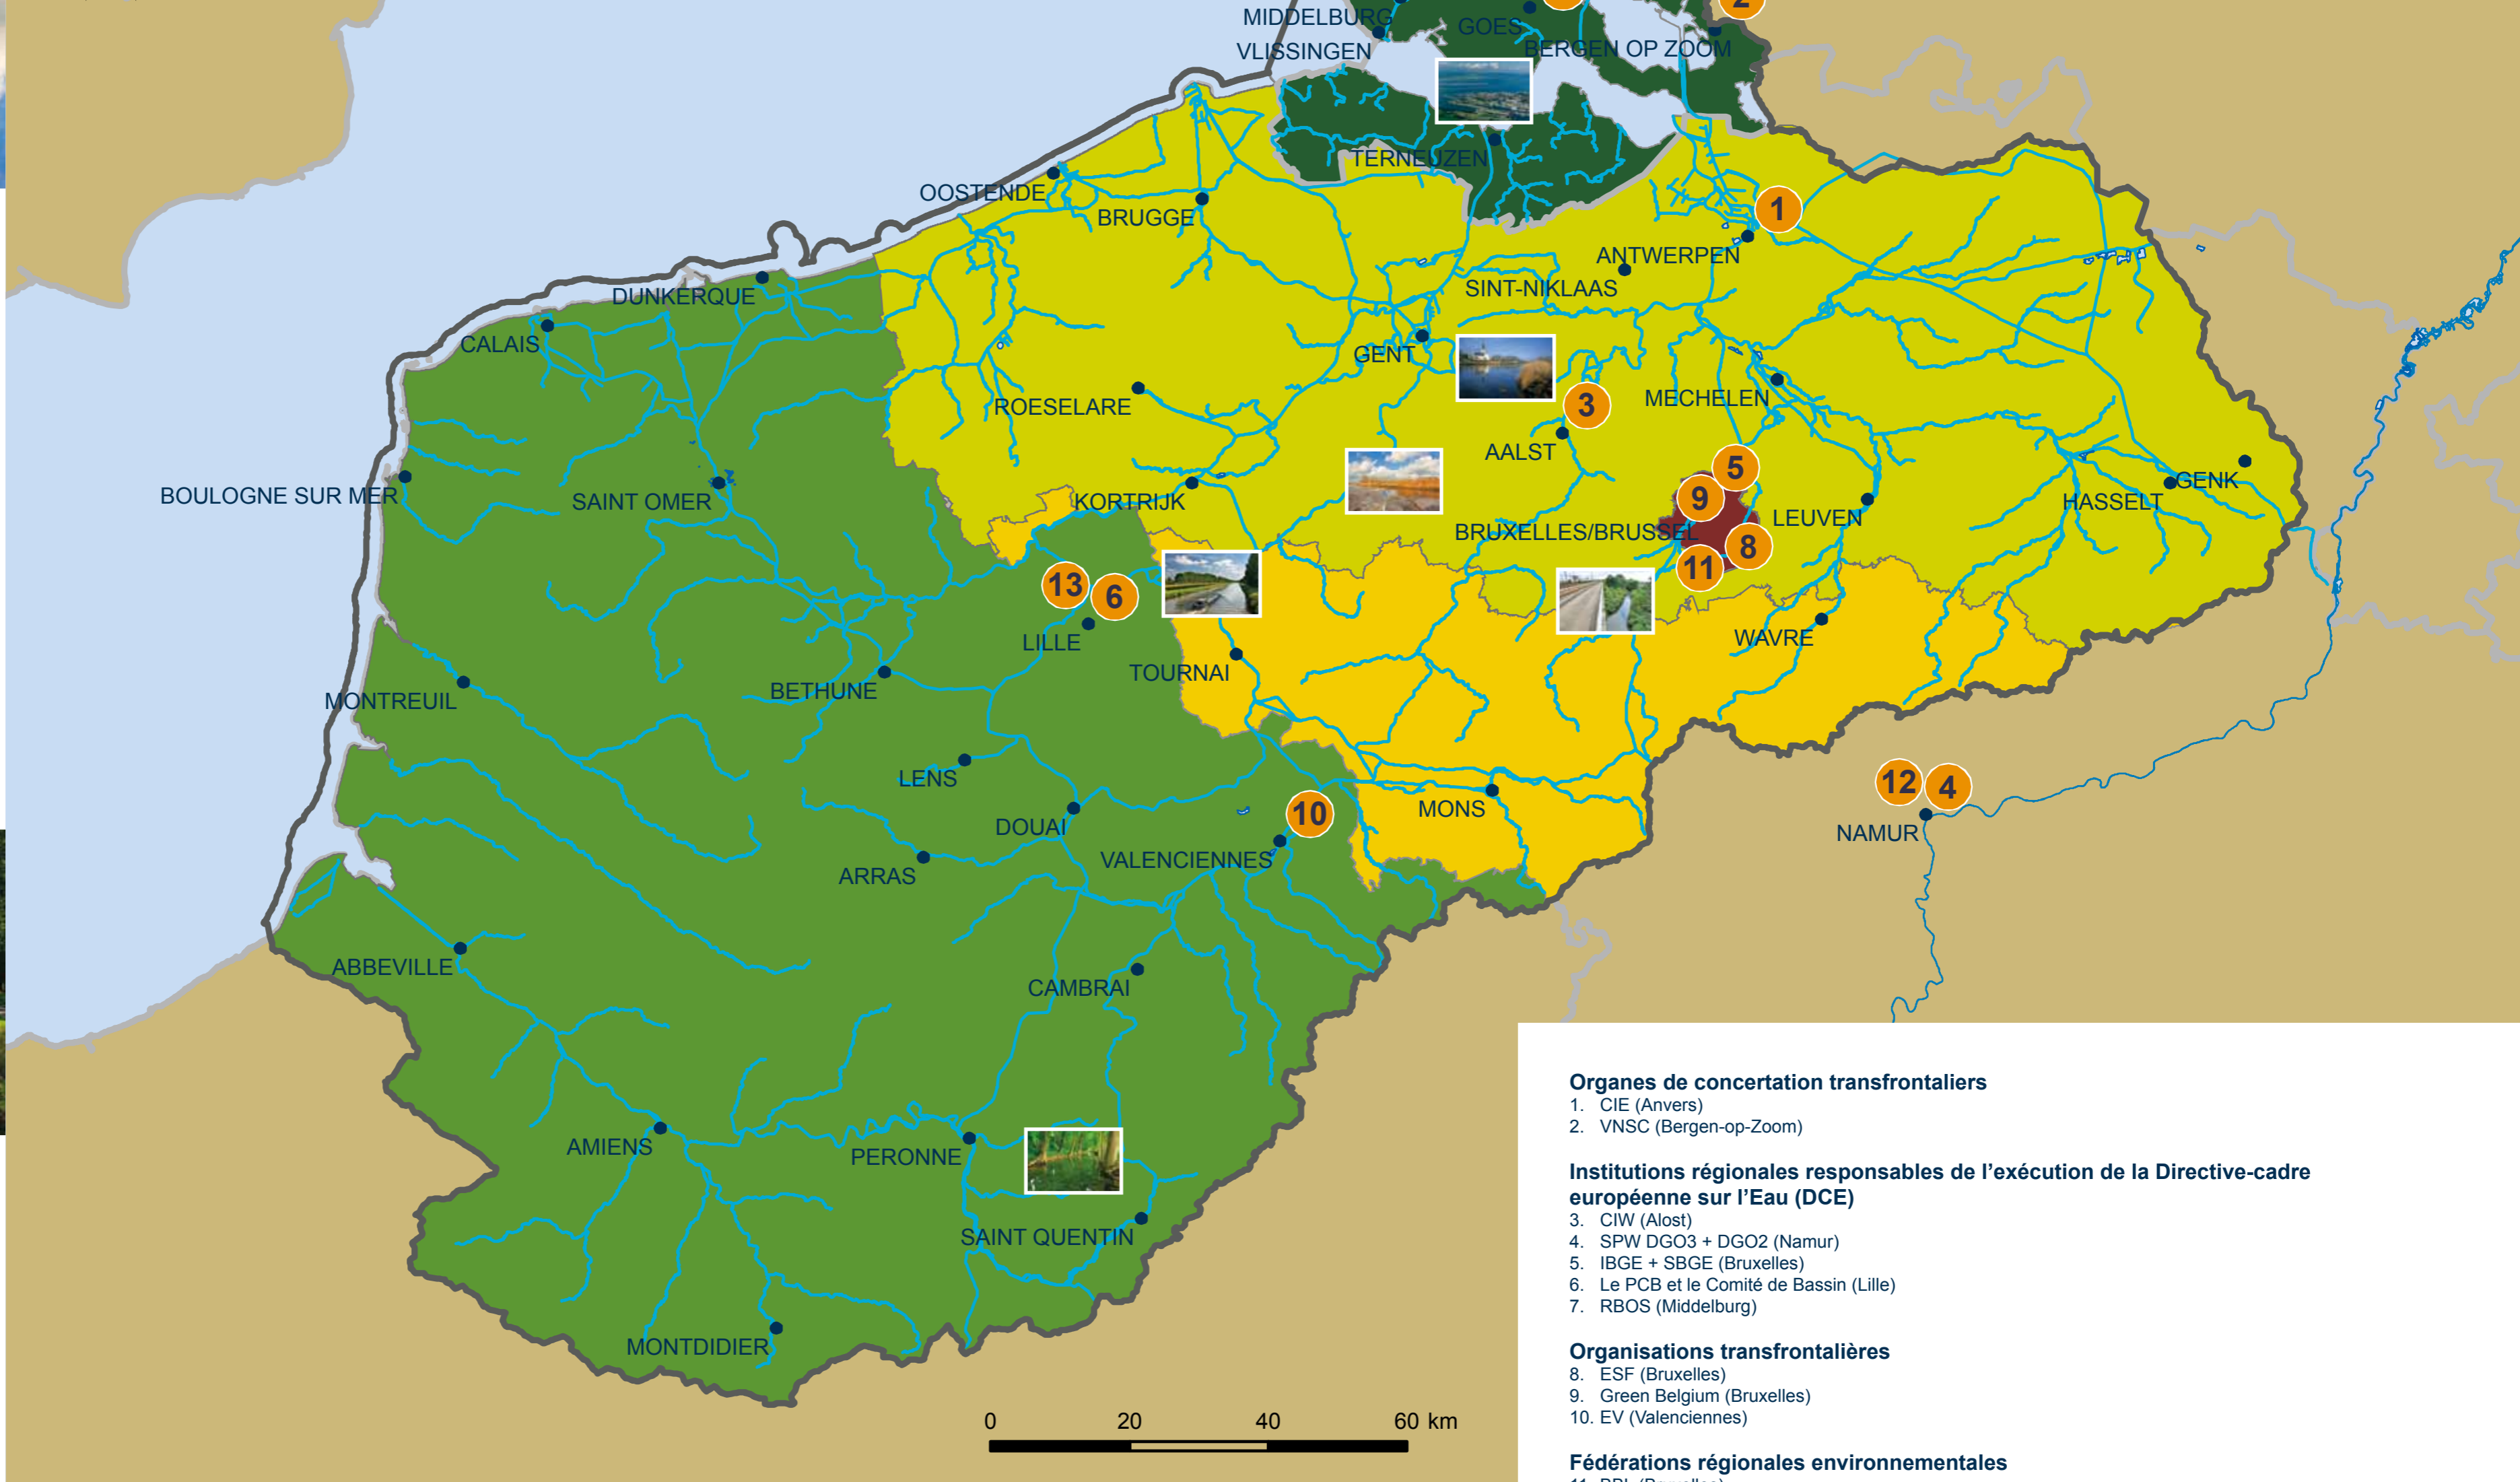 MIDDELBURG
GOES
2
VLISSINGEN
BERGEN OP ZOOM
TERNEUZEN
OOSTENDE
BRUGGE
1
ANTWERPEN
SINT-NIKLAAS
DUNKERQUE
CALAIS
GENT
ROESELARE
3
MECHELEN
AALST
5
BOULOGNE SUR MER
SAINT OMER
KORTRIJK
9
GENK
HASSELT
BRUXELLES/BRUSSEL
LEUVEN
8
11
13
6
LILLE
WAVRE
TOURNAI
MONTREUIL
BETHUNE
LENS
12
4
DOUAI
10
MONS
NAMUR
VALENCIENNES
ARRAS
ABBEVILLE
CAMBRAI
AMIENS
PERONNE
SAINT QUENTIN
MONTDIDIER
0 20 40 60 km
Organes de concertation transfrontaliers
1. CIE (Anvers)
2. VNSC (Bergen-op-Zoom)
Institutions régionales responsables de l'exécution de la Directive-cadre
européenne sur l'Eau (DCE)
3. CIW (Alost)
4. SPW DGO3 + DGO2 (Namur)
5. IBGE + SBGE (Bruxelles)
6. Le PCB et le Comité de Bassin (Lille)
7. RBOS (Middelburg)
Organisations transfrontalières
8. ESF (Bruxelles)
9. Green Belgium (Bruxelles)
10. EV (Valenciennes)
Fédérations régionales environnementales